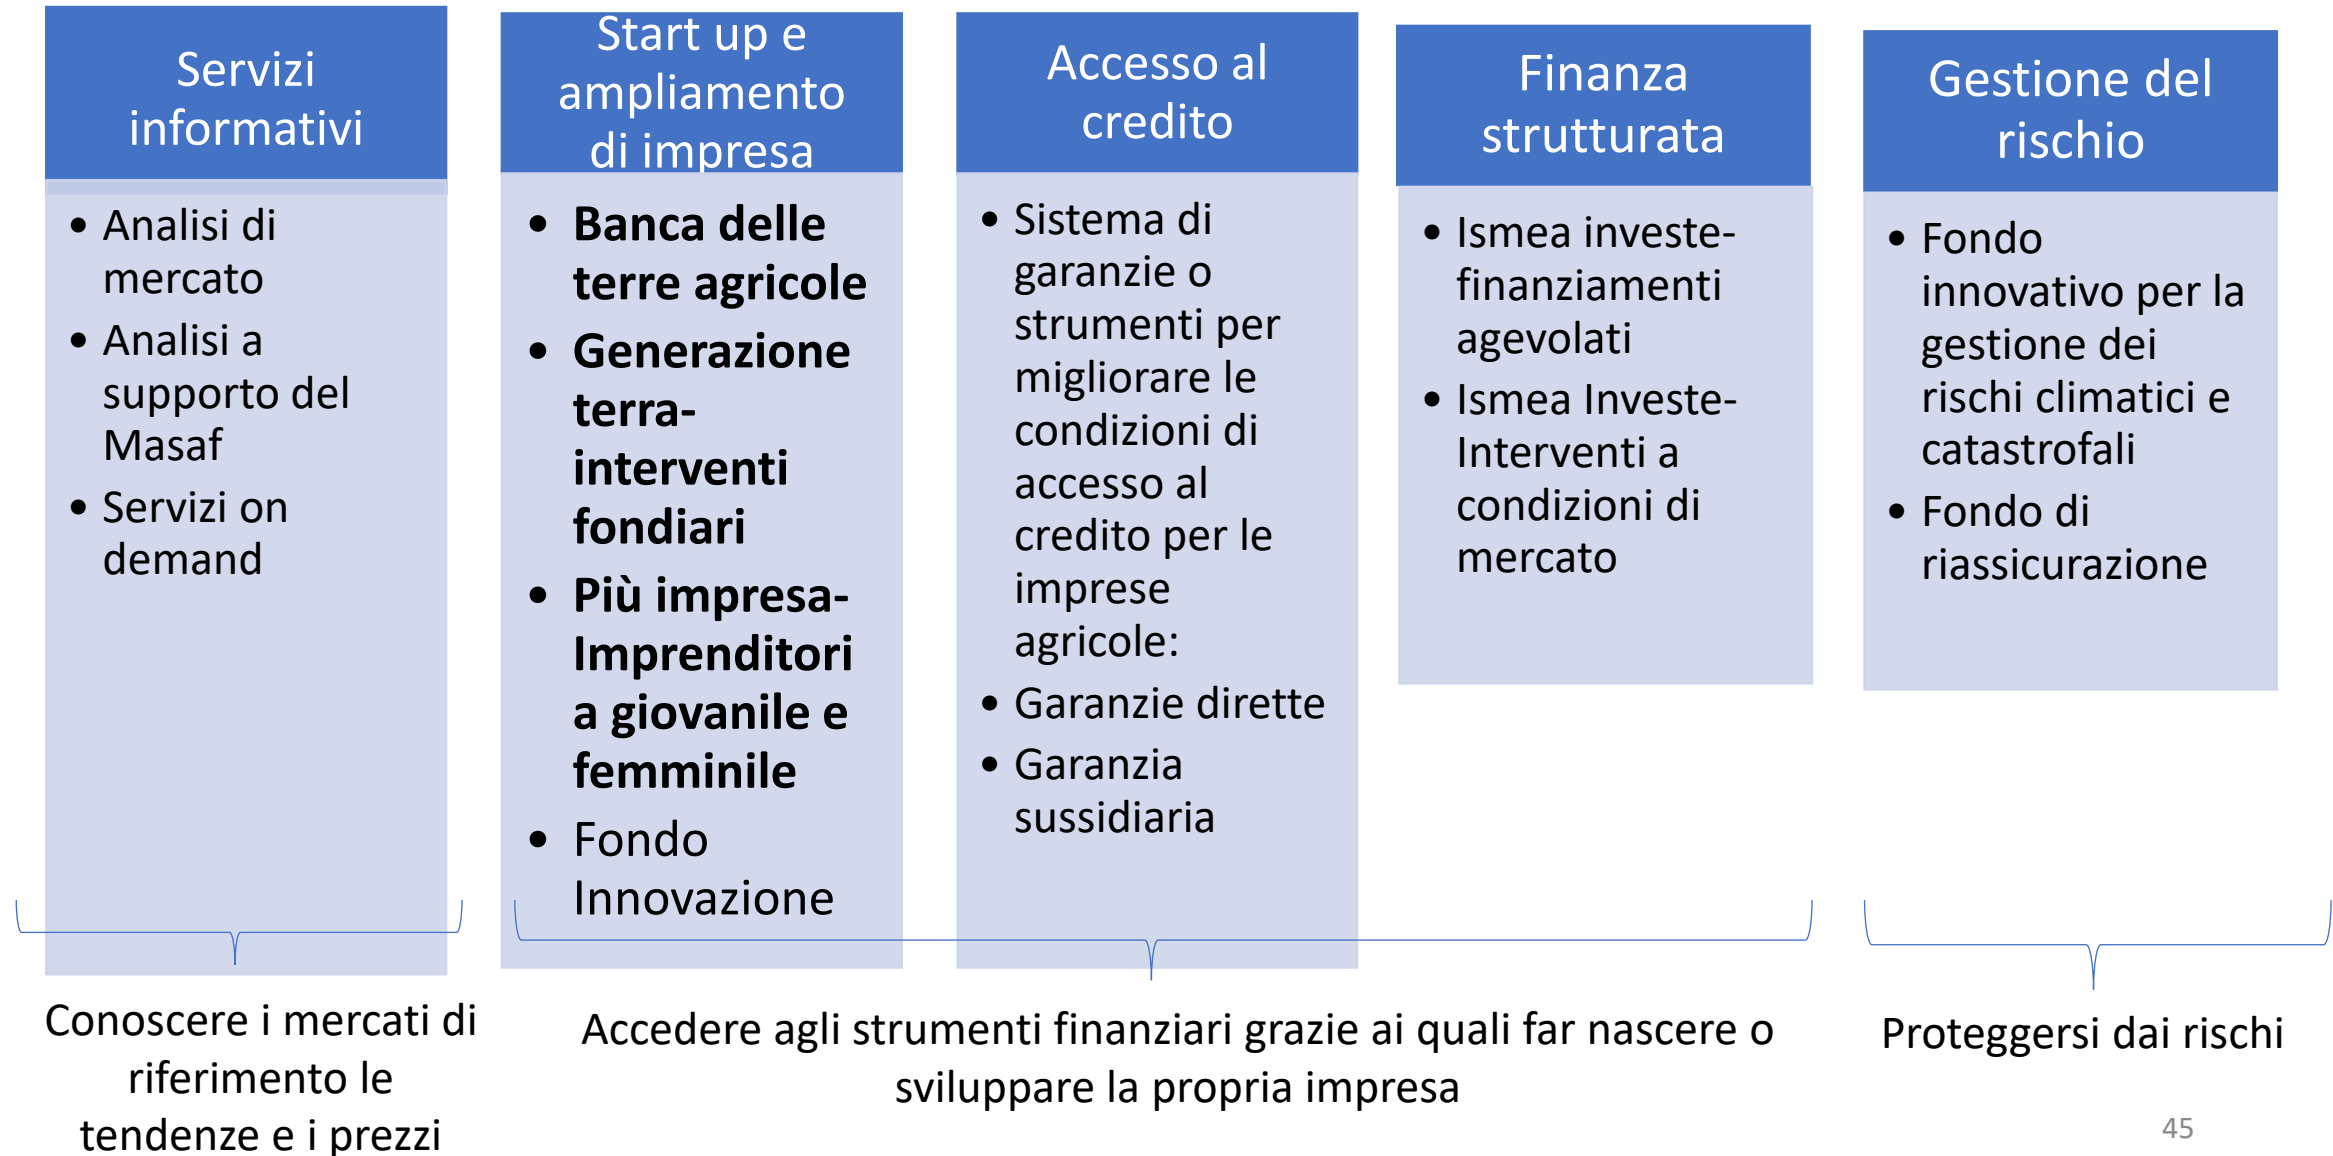 Servizi
informativi
• Analisi di
mercato
• Analisi a
supporto del
Masaf
• Servizi on
demand
Start up e
ampliamento
di impresa
• Banca delle
terre agricole
• Generazione
terra-
interventi
fondiari
• Più impresa-
Imprenditori
a giovanile e
femminile
• Fondo
Innovazione
Accesso al
credito
• Sistema di
garanzie o
strumenti per
migliorare le
condizioni di
accesso al
credito per le
imprese
agricole:
• Garanzie dirette
• Garanzia
sussidiaria
Finanza
strutturata
• Ismea investe-
finanziamenti
agevolati
• Ismea Investe-
Interventi a
condizioni di
mercato
Gestione del
rischio
• Fondo
innovativo per la
gestione dei
rischi climatici e
catastrofali
• Fondo di
riassicurazione
Conoscere i mercati di
riferimento le
tendenze e i prezzi
Accedere agli strumenti finanziari grazie ai quali far nascere o
sviluppare la propria impresa
Proteggersi dai rischi
45